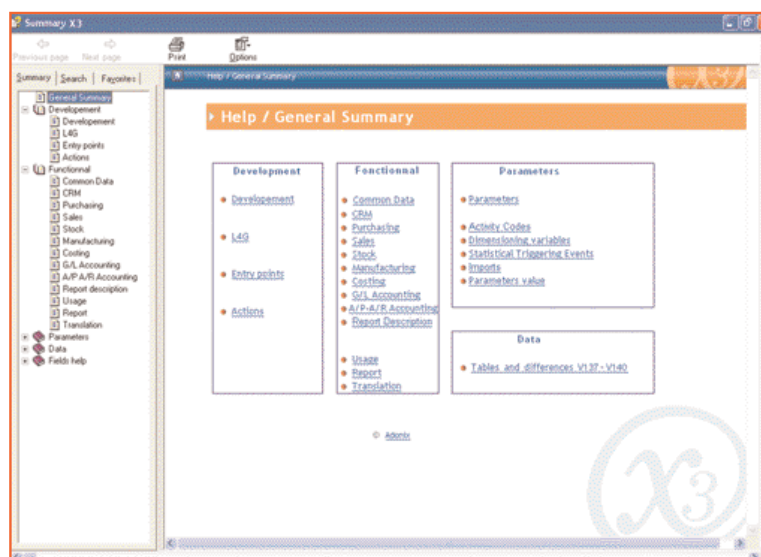 Summary X3
Previous page Next page Print Options
Summary Search Favorites
General Summary
Developement
Developement
L4G
Entry points
Actions
Functionnal
Common Data
CRM
Purchasing
Sales
Stock
Manufacturing
Costing
G/L Accounting
A/P A/R Accounting
Report description
Usage
Report
Translation
Parameters
Data
Fields help
Help / General Summary
Help / General Summary
Development
Developement
L4G
Entry points
Actions
Fonctionnal
Common Data
CRM
Purchasing
Sales
Stock
Manufacturing
Costing
G/L Accounting
A/P-A/R Accounting
Report Description
Usage
Report
Translation
Parameters
Parameters
Activity Codes
Dimensioning variables
Statistical Triggering Events
Imports
Parameters value
Data
Tables and differences V137 - V140
© Adonix
X3